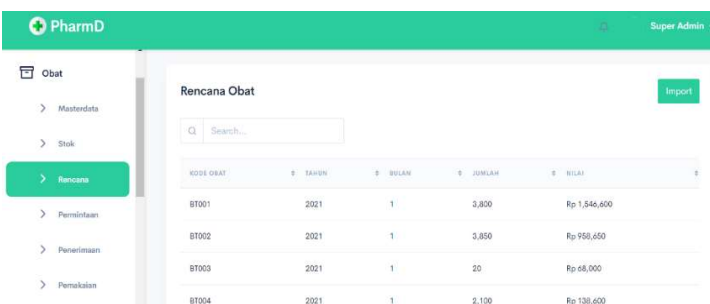 PharmD
Super Admin
Obat
Masterdata
Stok
Rencana
Permintaan
Penerimaan
Pemakaian
Rencana Obat
Import
Search...
KODE OBAT TAHUN BULAN JUMLAH NILAI
BT001 2021 1 3,800 Rp 1,546,600
BT002 2021 1 3,850 Rp 958,650
BT003 2021 1 20 Rp 68,000
BT004 2021 1 2,100 Rp 138,600